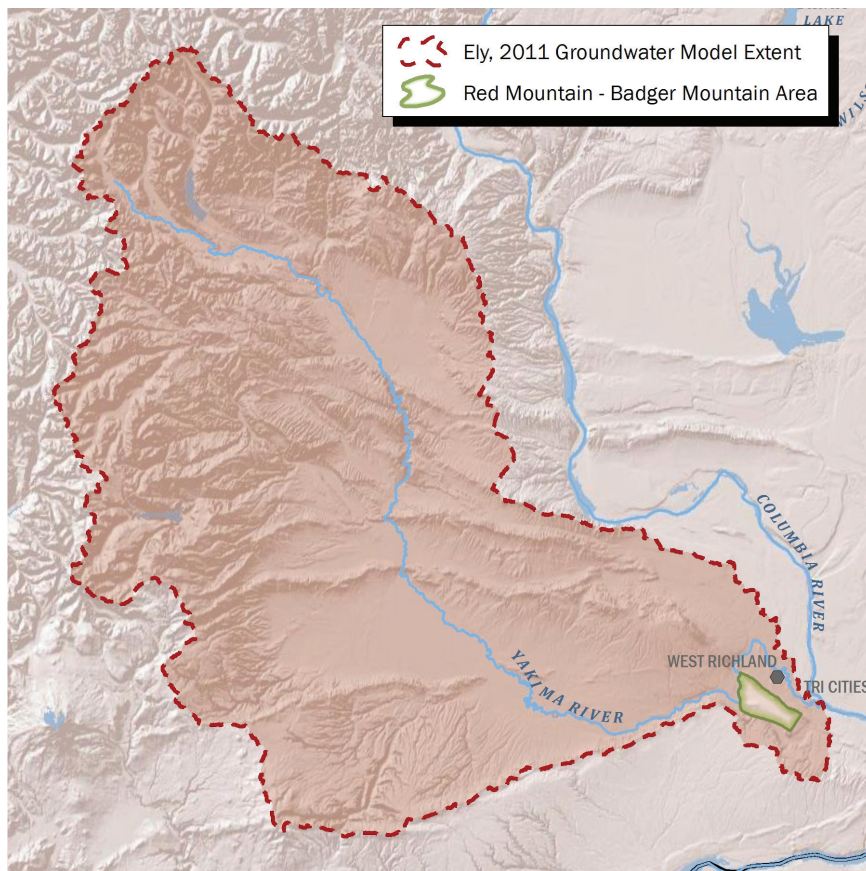 LAKE
Ely, 2011 Groundwater Model Extent
Red Mountain - Badger Mountain Area
COLUMBIA RIVER
WEST RICHLAND
TRI CITIES
YAKIMA RIVER